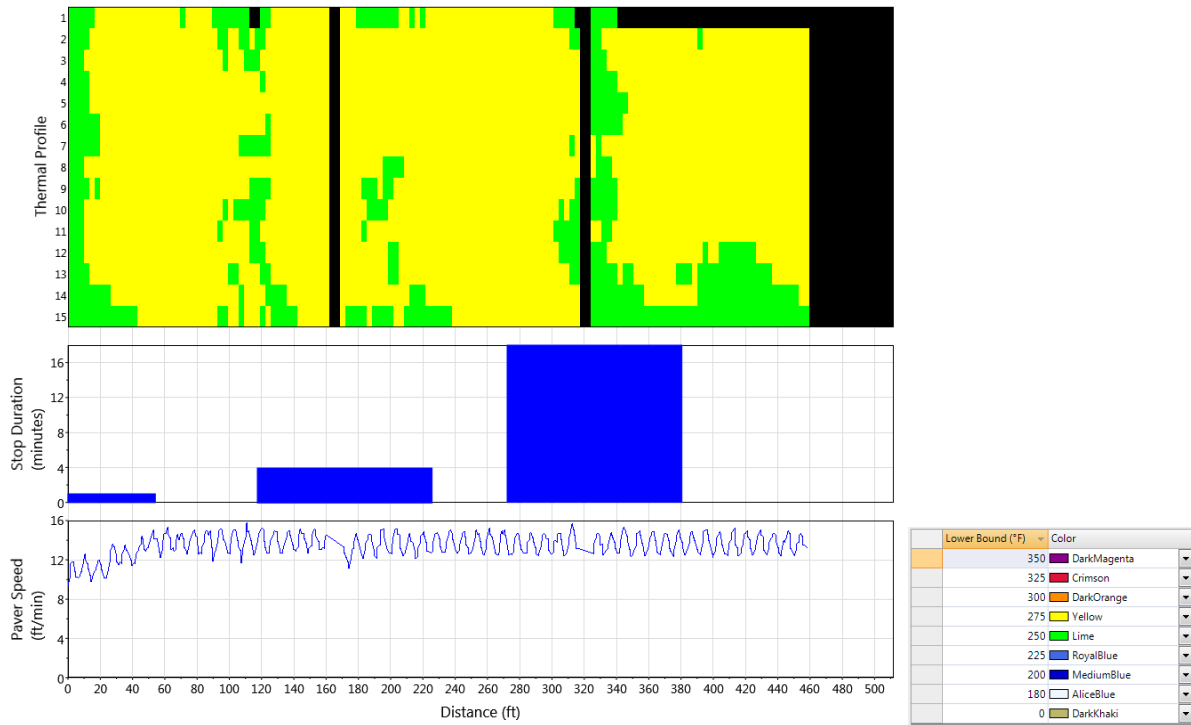 Thermal Profile
1
2
3
4
5
6
7
8
9
10
11
12
13
14
15
Stop Duration
(minutes)
16
12
8
4
0
Paver Speed
(ft/min)
16
12
8
4
0
0 20 40 60 80 100 120 140 160 180 200 220 240 260 280 300 320 340 360 380 400 420 440 460 480 500
Distance (ft)
Lower Bound (°F) Color
350 DarkMagenta
325 Crimson
300 DarkOrange
275 Yellow
250 Lime
225 RoyalBlue
200 MediumBlue
180 AliceBlue
0 DarkKhaki